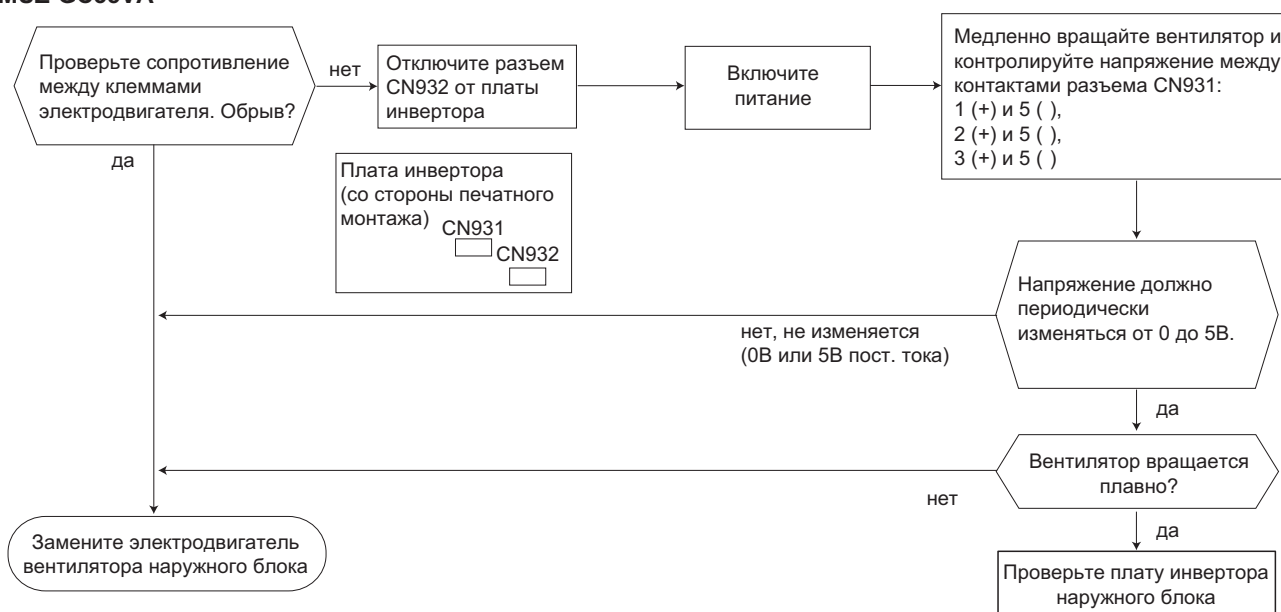 Проверьте сопротивление
между клеммами
электродвигателя. Обрыв?
нет
да
Отключите разъем
CN932 от платы
инвертора
Включите
питание
Медленно вращайте вентилятор и
контролируйте напряжение между
контактами разъема CN931:
1 (+) и 5 ( ),
2 (+) и 5 ( ),
3 (+) и 5 ( )
Плата инвертора
(со стороны печатного
монтажа)
CN931
CN932
Напряжение должно
периодически
изменяться от 0 до 5В.
нет, не изменяется
(0В или 5В пост. тока)
да
Вентилятор вращается
плавно?
нет
да
Замените электродвигатель
вентилятора наружного блока
Проверьте плату инвертора
наружного блока